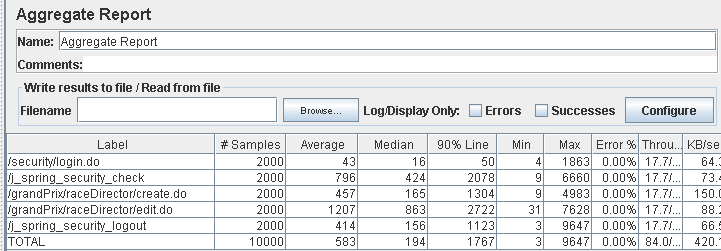 Aggregate Report
Name: Aggregate Report
Comments:
Write results to file / Read from file
Filename Browse... Log/Display Only: Errors Successes Configure
Label # Samples Average Median 90% Line Min Max Error % Throu... KB/se
/security/login.do 2000 43 16 50 4 1863 0.00% 17.7/... 64.3
/j_spring_security_check 2000 796 424 2078 9 6660 0.00% 17.7/... 73.4
/grandPrix/raceDirector/create.do 2000 457 165 1304 9 4983 0.00% 17.7/... 150.0
/grandPrix/raceDirector/edit.do 2000 1207 863 2722 31 7628 0.00% 17.7/... 88.2
/j_spring_security_logout 2000 414 156 1123 3 9647 0.00% 17.7/... 66.6
TOTAL 10000 583 194 1767 3 9647 0.00% 84.0/... 420.